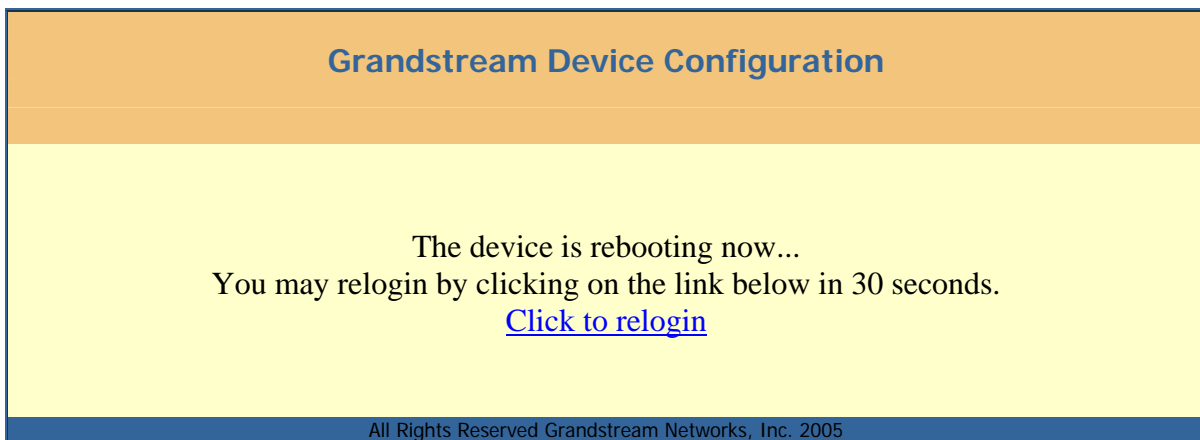 Grandstream Device Configuration
The device is rebooting now...
You may relogin by clicking on the link below in 30 seconds.
Click to relogin
All Rights Reserved Grandstream Networks, Inc. 2005